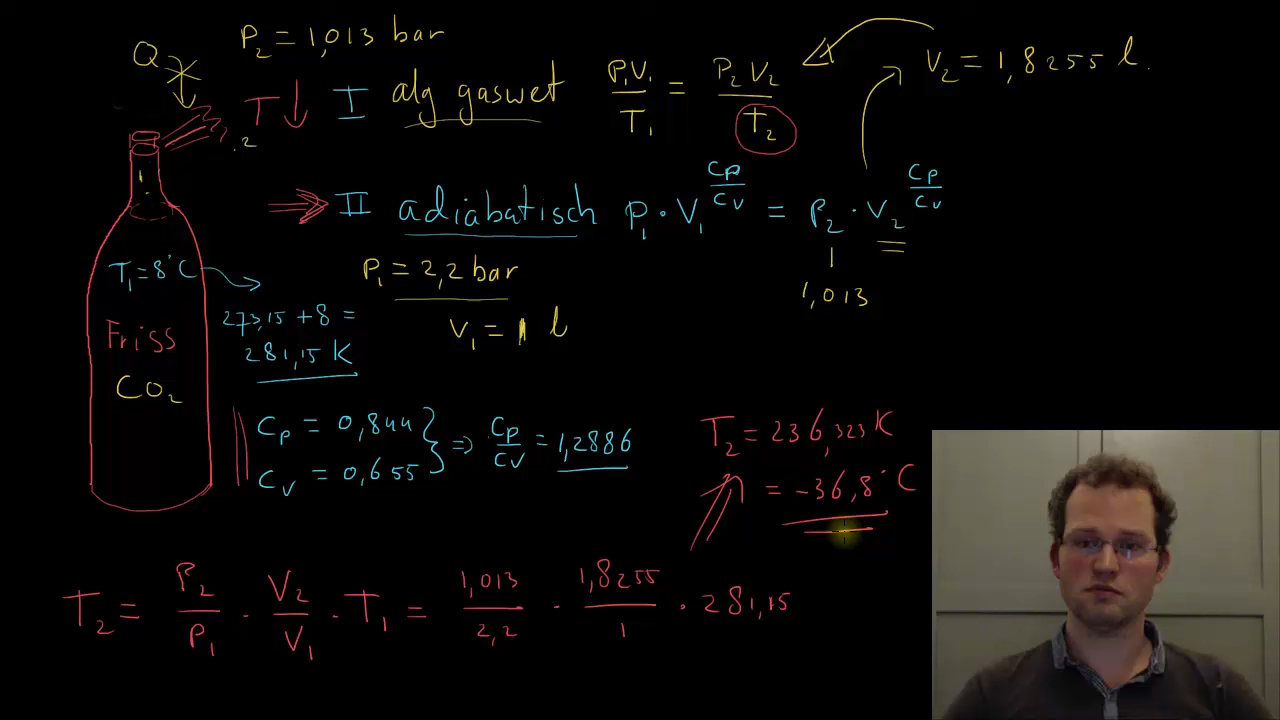 P₂ = 1,013 bar
Q
T₂ ↓
I alg gaswet P₁V₁/T₁ = P₂V₂/T₂
V₂ = 1,8255 l.
⇒ II adiabatisch P₁ · V₁^(Cp/Cv) = P₂ · V₂^(Cp/Cv)
1,013
P₁ = 2,2 bar
V₁ = 1 l
T₁ = 8°C
273,15 + 8 =
281,15 K
Friss
CO₂
Cp = 0,844
Cv = 0,655
⇒ Cp/Cv = 1,2886
T₂ = 236,323 K
= -36,8°C
T₂ = P₂/P₁ · V₂/V₁ · T₁ = 1,013/2,2 · 1,8255/1 · 281,15